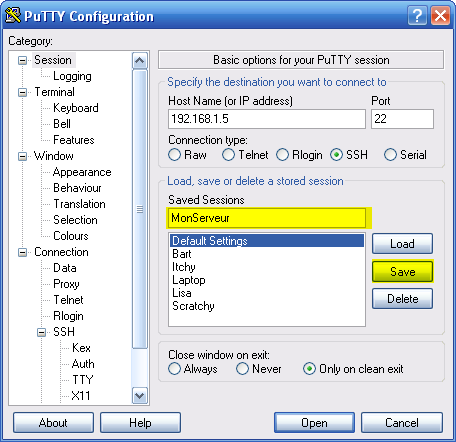 PuTTY Configuration
Category:
Session
Logging
Terminal
Keyboard
Bell
Features
Window
Appearance
Behaviour
Translation
Selection
Colours
Connection
Data
Proxy
Telnet
Rlogin
SSH
Kex
Auth
TTY
X11
Basic options for your PuTTY session
Specify the destination you want to connect to
Host Name (or IP address) Port
192.168.1.5 22
Connection type:
Raw Telnet Rlogin SSH Serial
Load, save or delete a stored session
Saved Sessions
MonServeur
Default Settings
Bart
Itchy
Laptop
Lisa
Scratchy
Load
Save
Delete
Close window on exit:
Always Never Only on clean exit
About Help Open Cancel